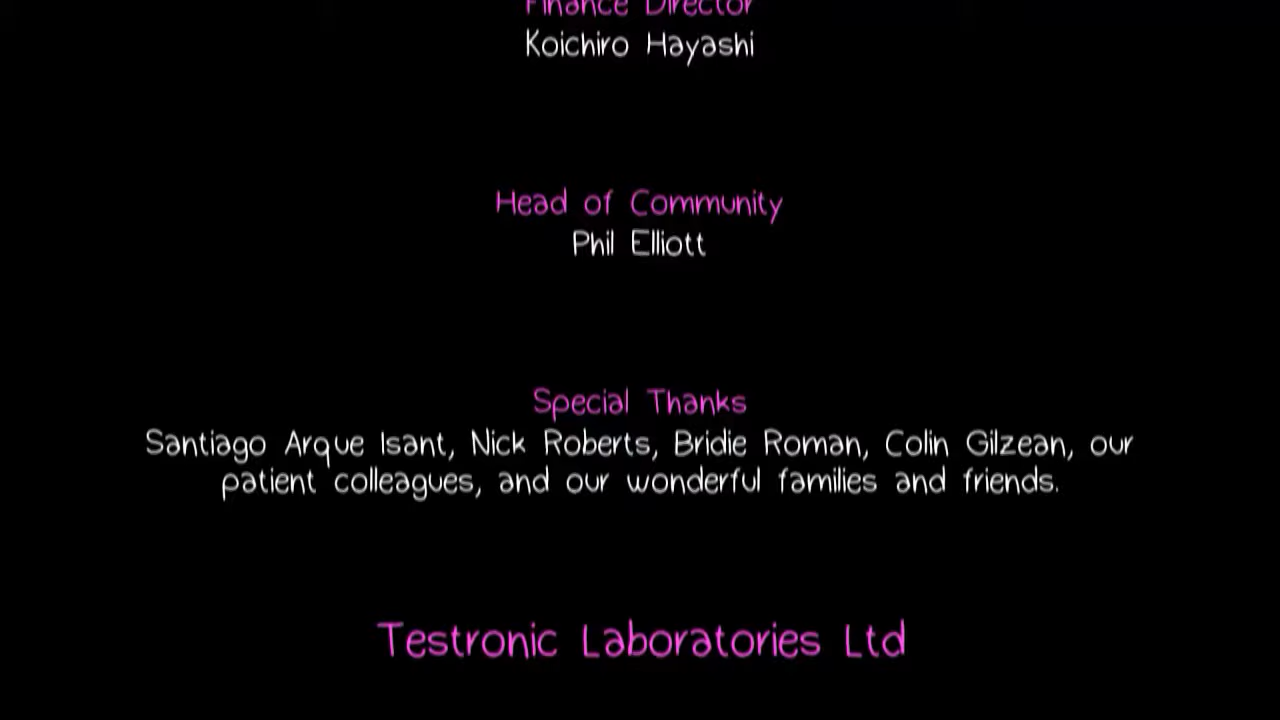 Finance Director
Koichiro Hayashi
Head of Community
Phil Elliott
Special Thanks
Santiago Arque Isant, Nick Roberts, Bridie Roman, Colin Gilzean, our
patient colleagues, and our wonderful families and friends.
Testronic Laboratories Ltd